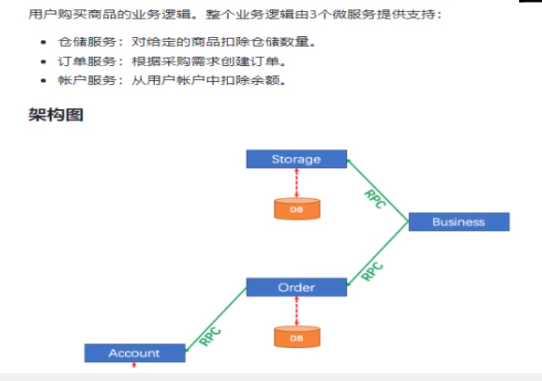 用户购买商品的业务逻辑。整个业务逻辑由3个微服务提供支持：
• 仓储服务：对给定的商品扣除仓储数量。
• 订单服务：根据采购需求创建订单。
• 帐户服务：从用户帐户中扣除余额。
架构图
Storage
RPC
DB
Business
RPC
Order
RPC
DB
Account